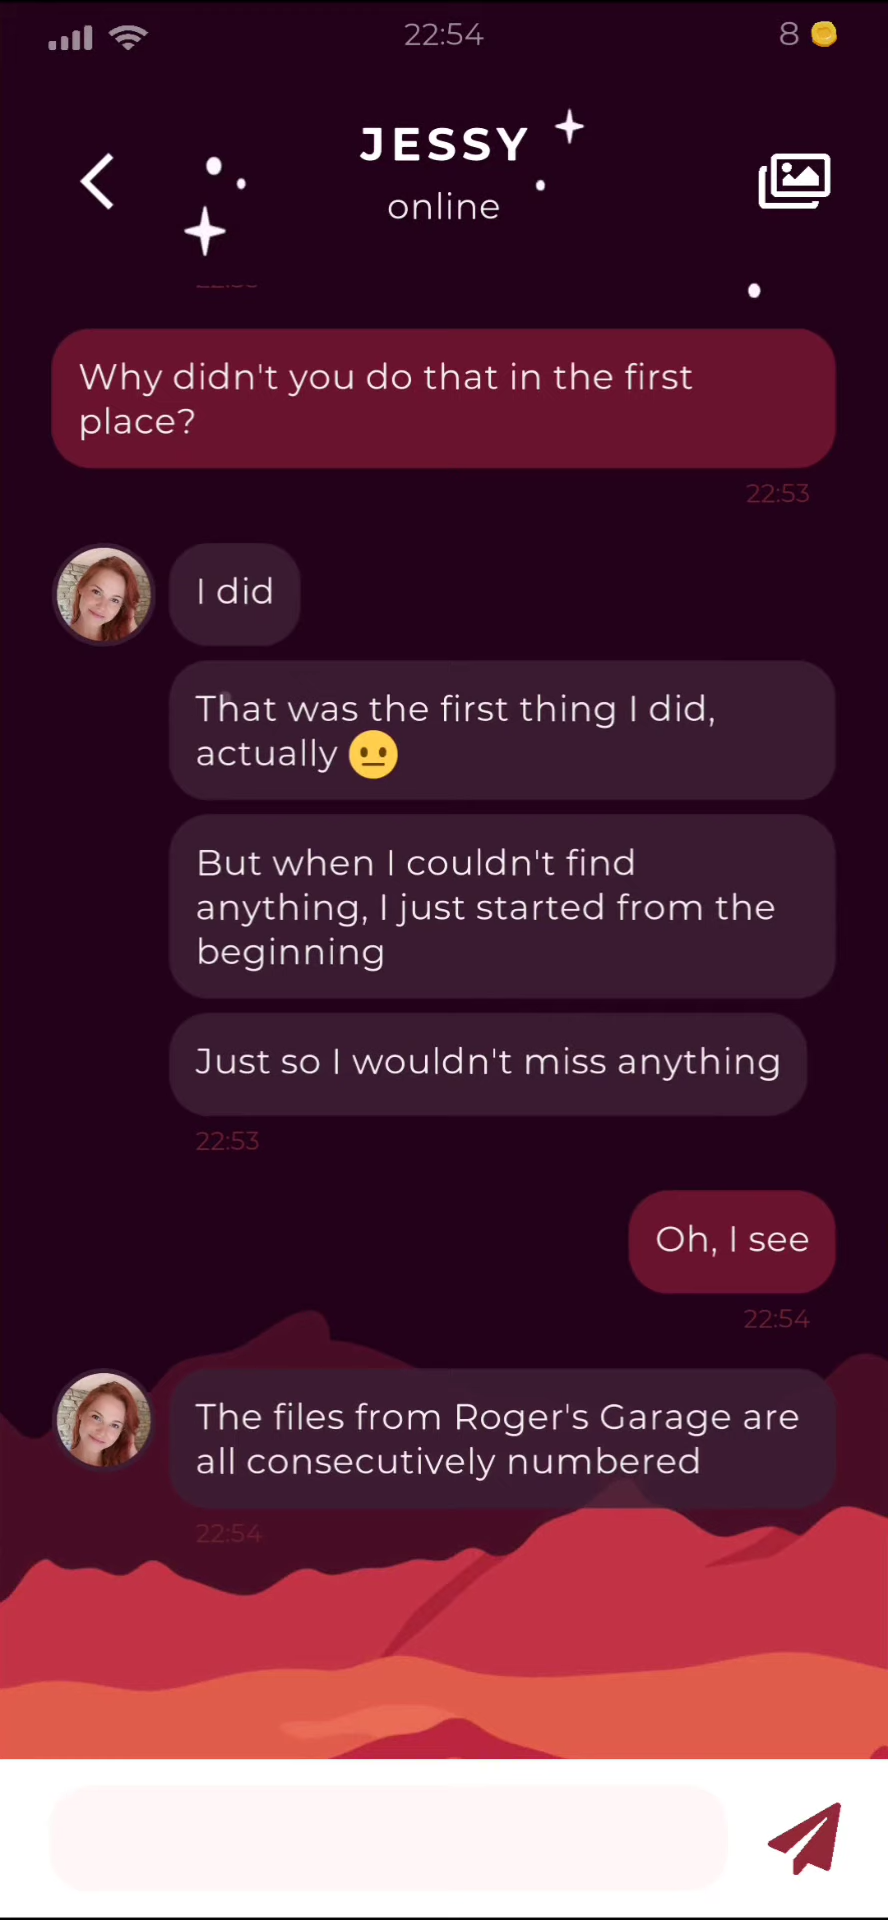 22:54
8
JESSY
online
Why didn't you do that in the first
place?
22:53
I did
That was the first thing I did,
actually 😐
But when I couldn't find
anything, I just started from the
beginning
Just so I wouldn't miss anything
22:53
Oh, I see
22:54
The files from Roger's Garage are
all consecutively numbered
22:54